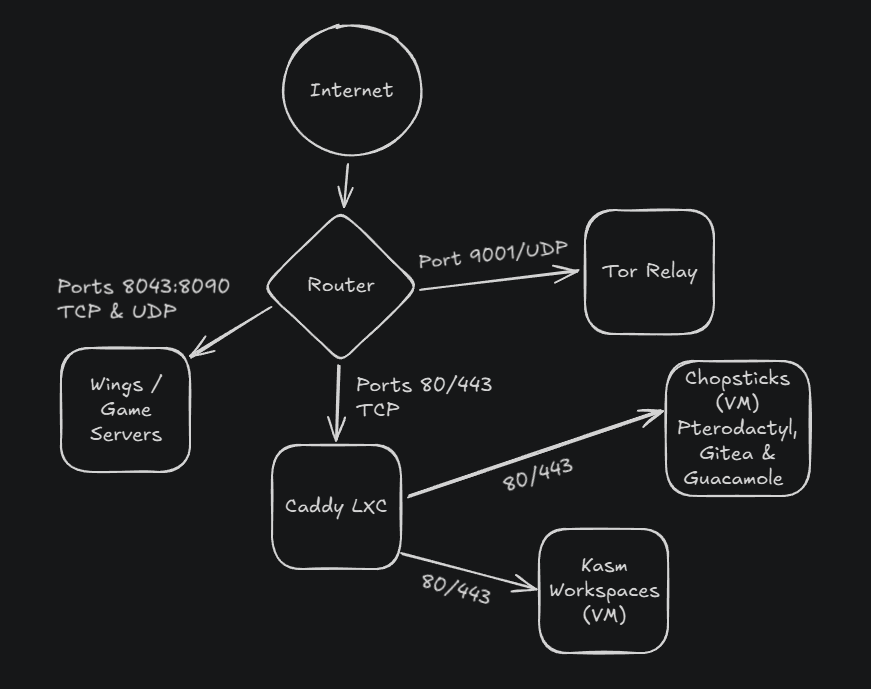 Internet
Router
Port 9001/UDP
Tor Relay
Ports 8043:8090
TCP & UDP
Wings /
Game
Servers
Ports 80/443
TCP
Caddy LXC
80/443
Chopsticks
(VM)
Pterodactyl,
Gitea &
Guacamole
80/443
Kasm
Workspaces
(VM)